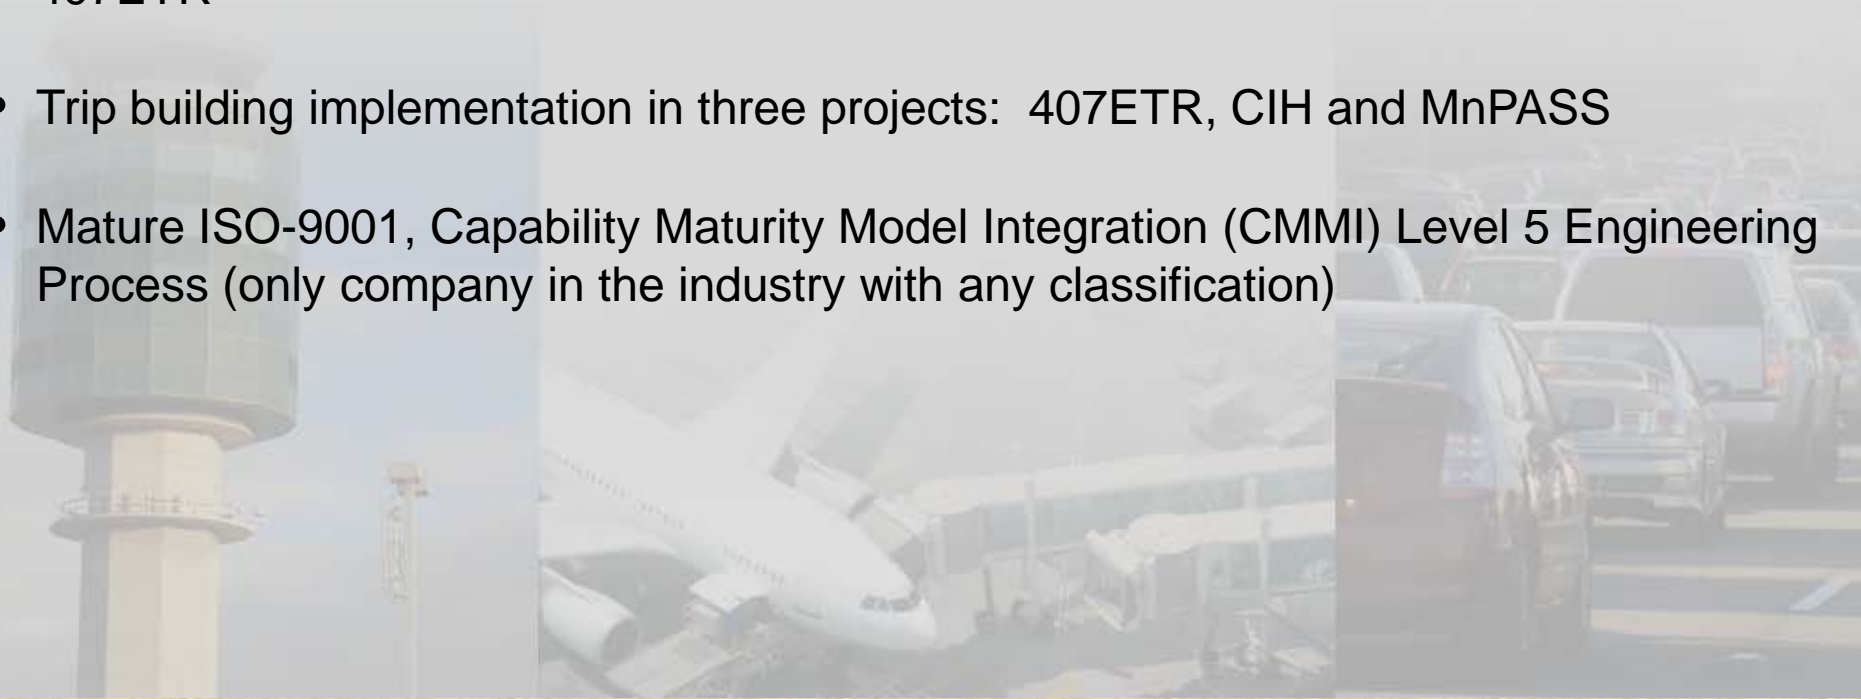 407ETR
• Trip building implementation in three projects:  407ETR, CIH and MnPASS
• Mature ISO-9001, Capability Maturity Model Integration (CMMI) Level 5 Engineering
Process (only company in the industry with any classification)